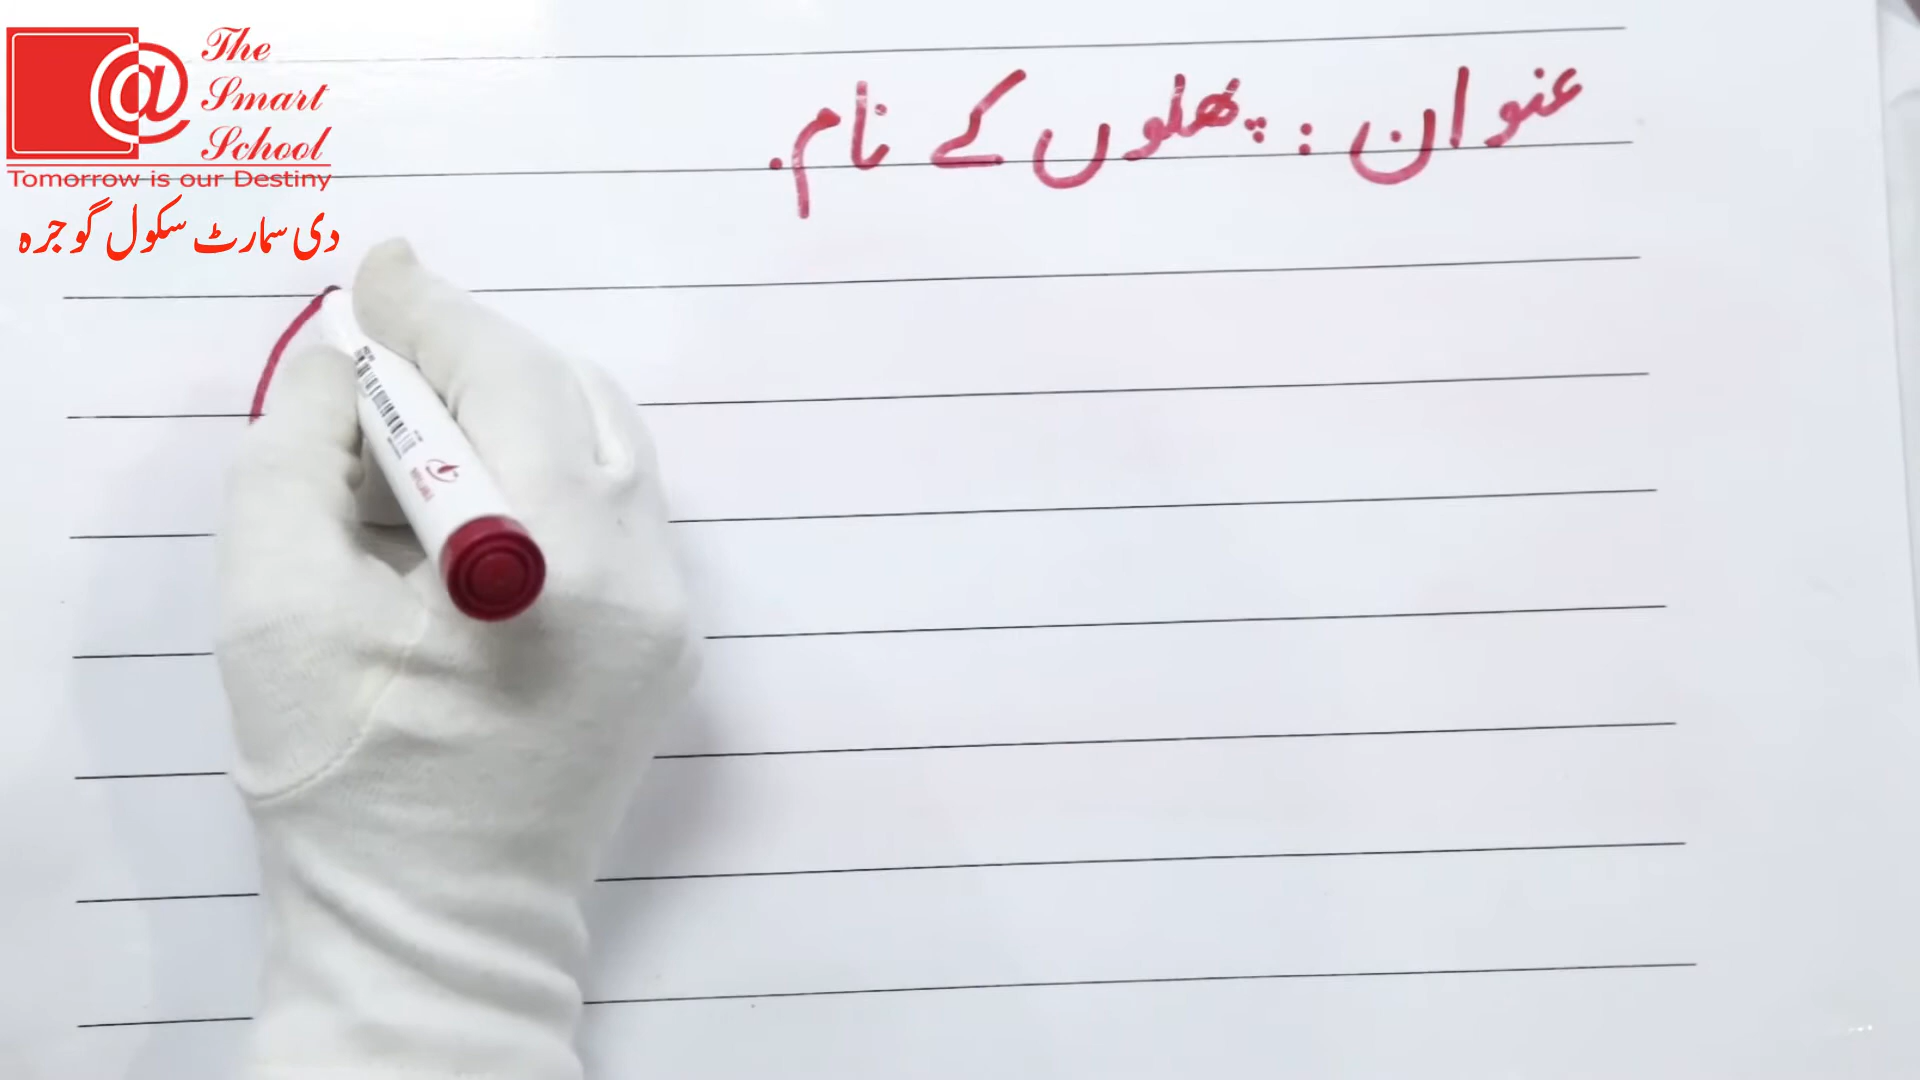 The
Smart
School
Tomorrow is our Destiny
دی سمارٹ سکول گوجرہ
عنوان : پھلوں کے نام.